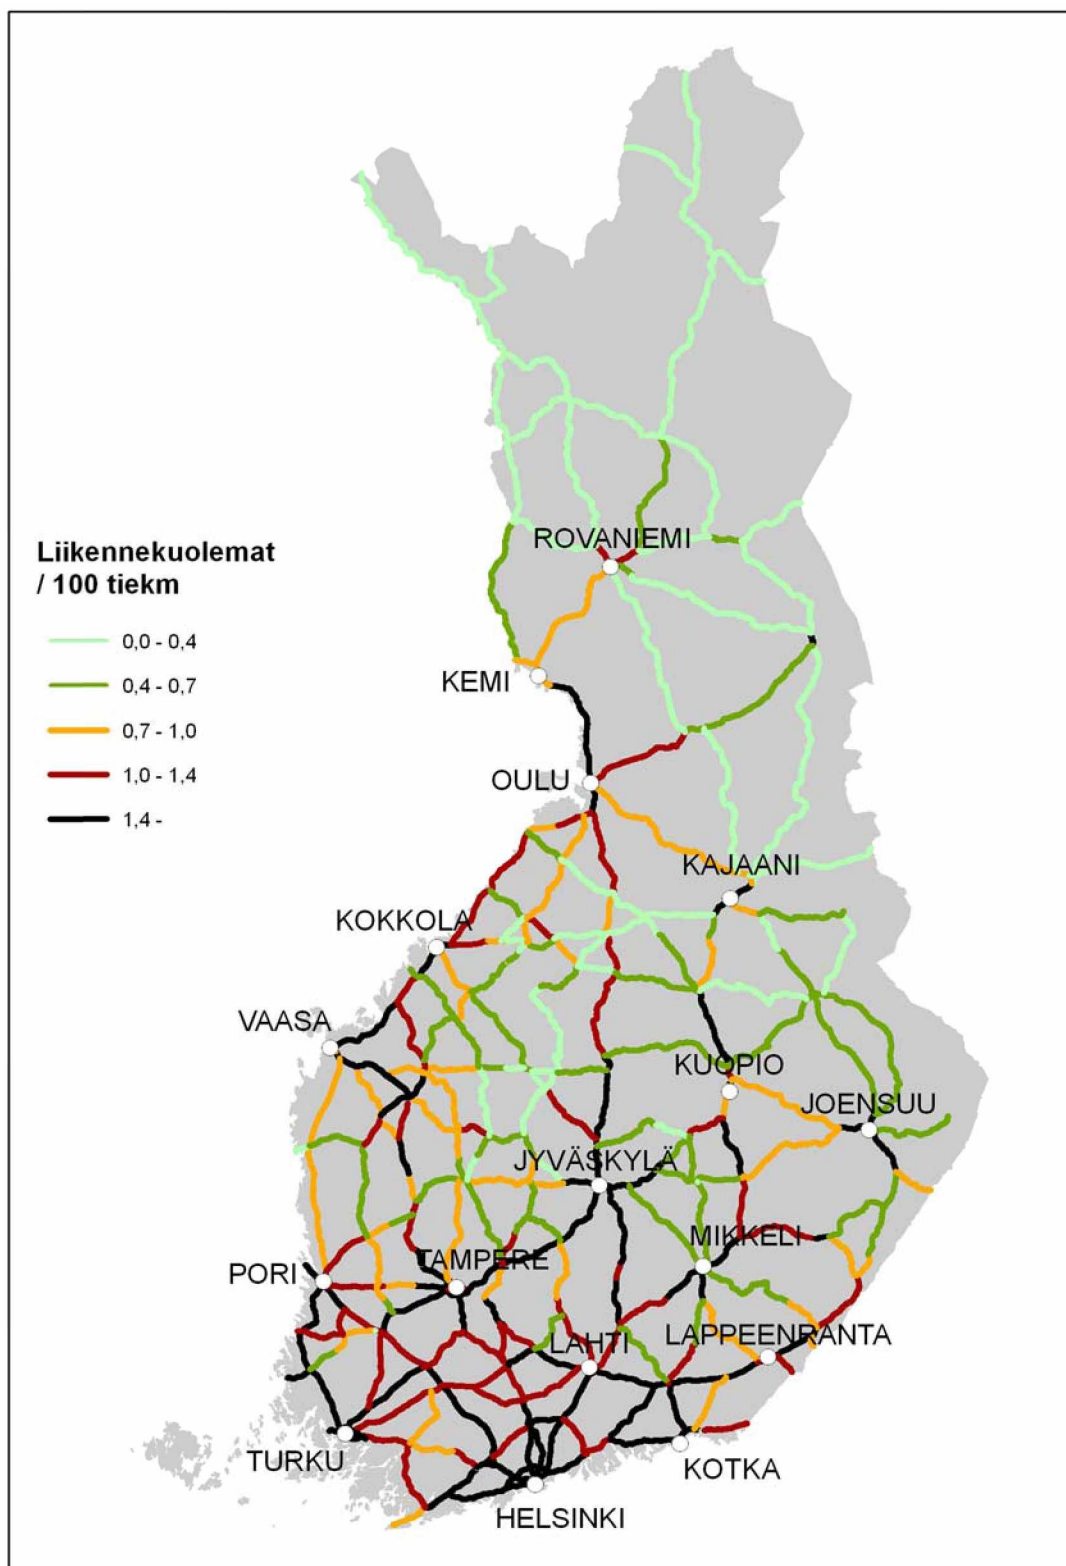 ROVANIEMI
Liikennekuolemat
/ 100 tiekm
0,0 - 0,4
0,4 - 0,7
0,7 - 1,0
1,0 - 1,4
1,4 -
KEMI
OULU
KAJAANI
KOKKOLA
VAASA
KUOPIO
JOENSUU
JYVÄSKYLÄ
MIKKELI
TAMPERE
PORI
LAPPEENRANTA
LAHTI
TURKU
KOTKA
HELSINKI